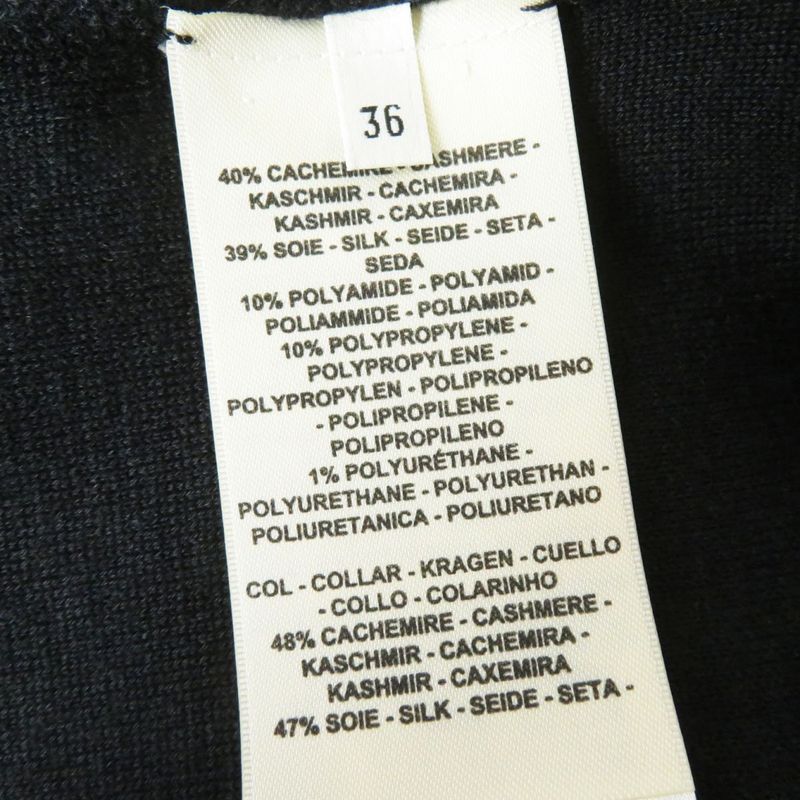 36
40% CACHEMIRE - CASHMERE -
KASCHMIR - CACHEMIRA -
KASHMIR - CAXEMIRA
39% SOIE - SILK - SEIDE - SETA -
SEDA
10% POLYAMIDE - POLYAMID -
POLIAMMIDE - POLIAMIDA
10% POLYPROPYLENE -
POLYPROPYLENE -
POLYPROPYLEN - POLIPROPILENO
- POLIPROPILENE -
POLIPROPILENO
1% POLYURÉTHANE -
POLYURETHANE - POLYURETHAN -
POLIURETANICA - POLIURETANO
COL - COLLAR - KRAGEN - CUELLO
- COLLO - COLARINHO
48% CACHEMIRE - CASHMERE -
KASCHMIR - CACHEMIRA -
KASHMIR - CAXEMIRA
47% SOIE - SILK - SEIDE - SETA -